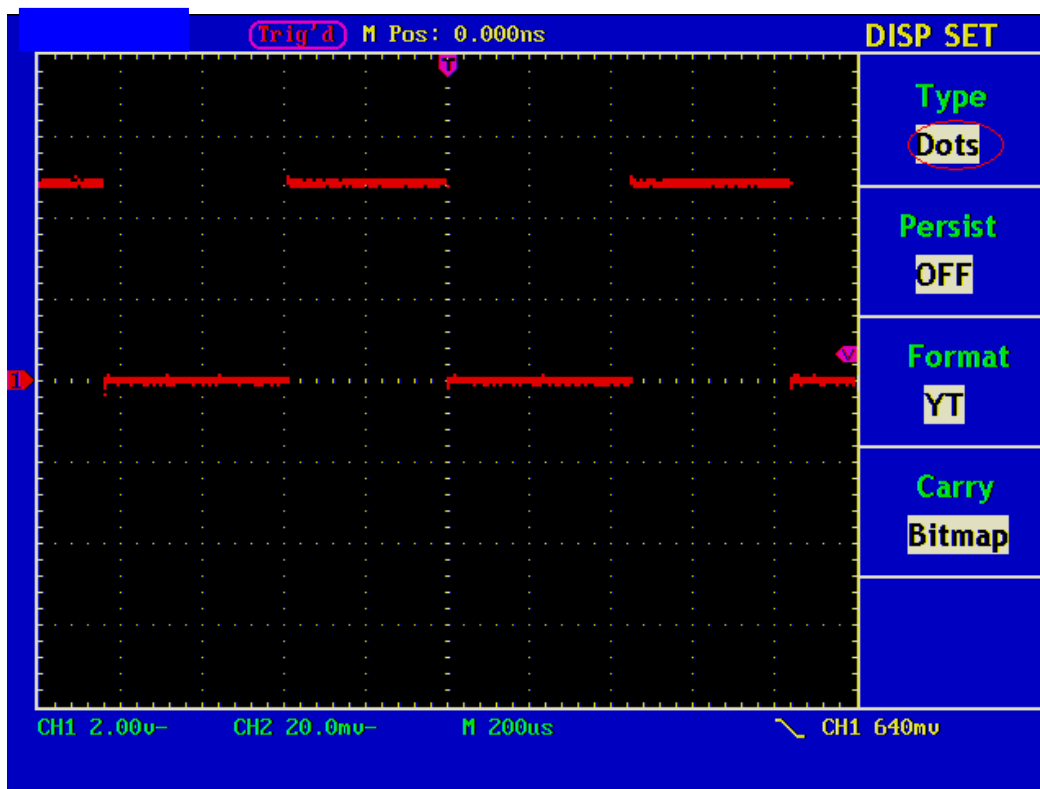 Trig'd M Pos: 0.000ns DISP SET
T
Type
Dots
Persist
OFF
V
Format
YT
1
Carry
Bitmap
CH1 2.00v- CH2 20.0mv- M 200us CH1 640mv